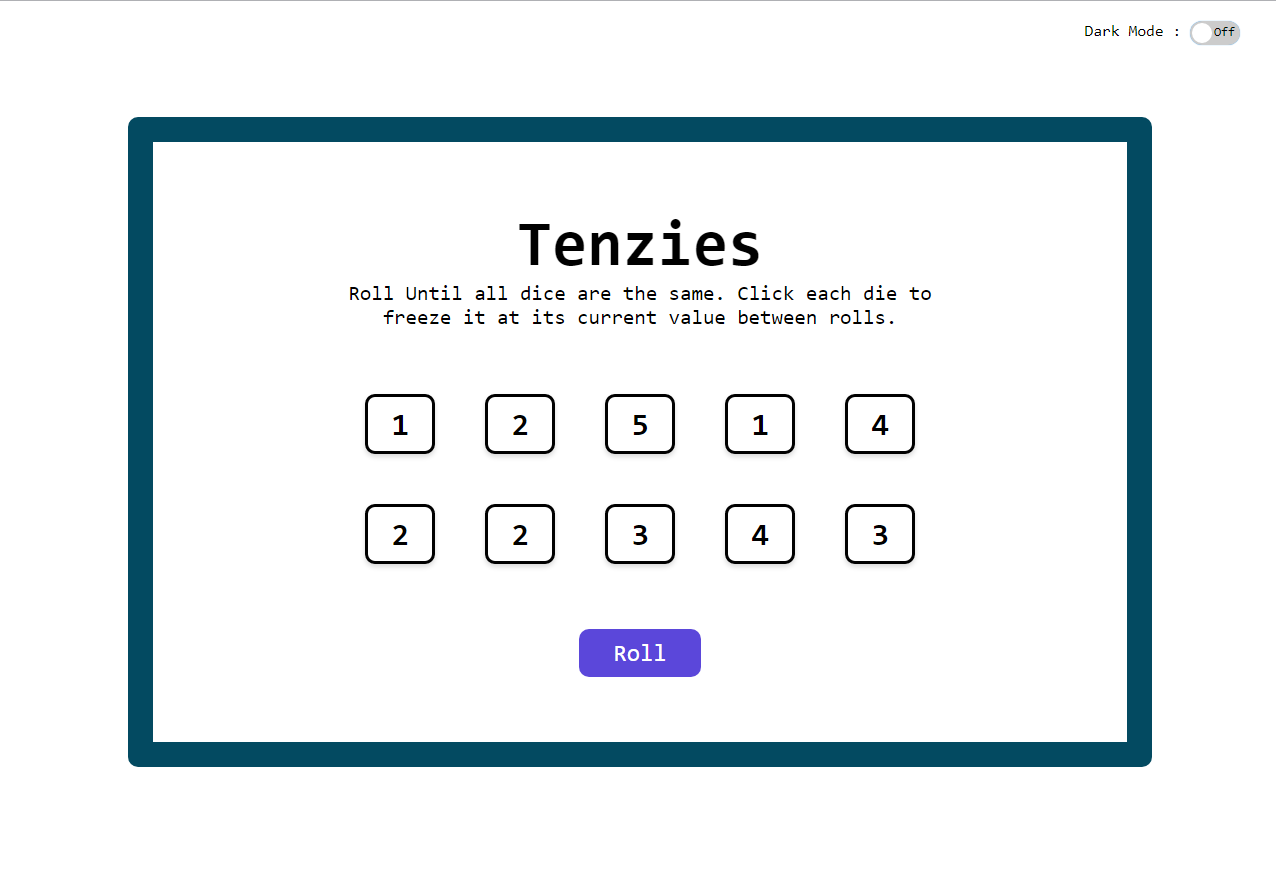 Dark Mode : Off
Tenzies
Roll Until all dice are the same. Click each die to
freeze it at its current value between rolls.
1 2 5 1 4
2 2 3 4 3
Roll